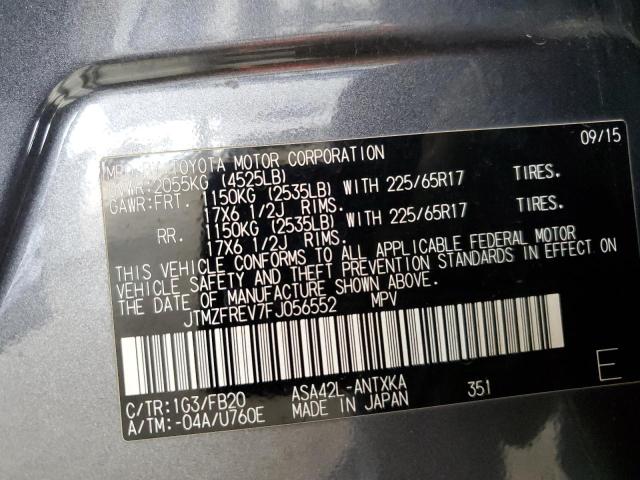 09/15
MFD. BY: TOYOTA MOTOR CORPORATION
GVWR: 2055KG (4525LB)
GAWR: FRT. 1150KG (2535LB) WITH 225/65R17 TIRES.
17X6 1/2J RIMS.
RR. 1150KG (2535LB) WITH 225/65R17 TIRES.
17X6 1/2J RIMS.
THIS VEHICLE CONFORMS TO ALL APPLICABLE FEDERAL MOTOR
VEHICLE SAFETY AND THEFT PREVENTION STANDARDS IN EFFECT ON
THE DATE OF MANUFACTURE SHOWN ABOVE.
JTMZFREV7FJ056552 MPV
C/TR: 1G3/FB20 ASA42L-ANTXKA 351 E
A/TM: -04A/U760E MADE IN JAPAN